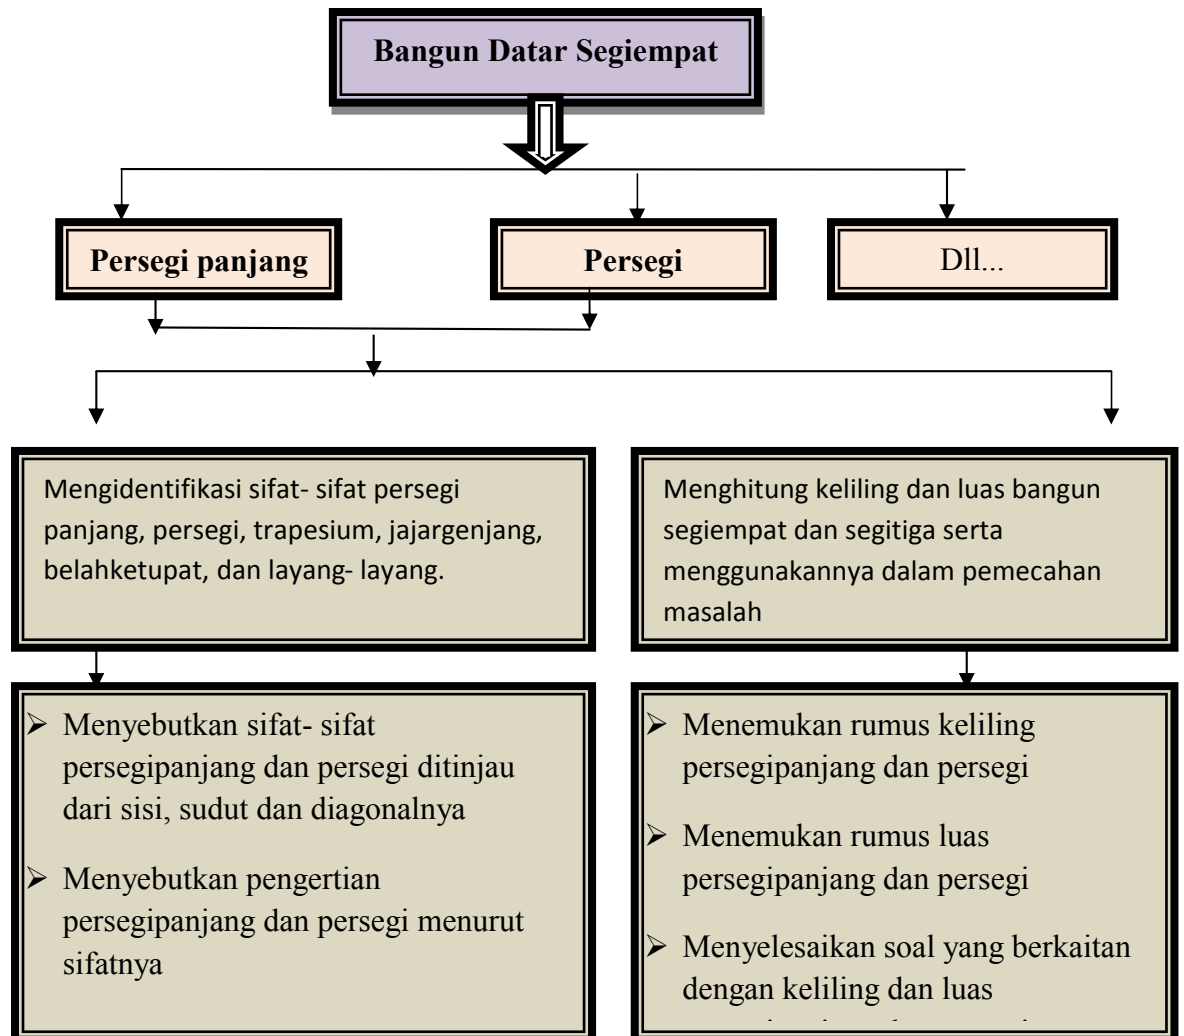 Bangun Datar Segiempat
Persegi panjang
Persegi
Dll...
Mengidentifikasi sifat- sifat persegi
panjang, persegi, trapesium, jajargenjang,
belahketupat, dan layang- layang.
Menghitung keliling dan luas bangun
segiempat dan segitiga serta
menggunakannya dalam pemecahan
masalah
➢ Menyebutkan sifat- sifat
persegipanjang dan persegi ditinjau
dari sisi, sudut dan diagonalnya
➢ Menyebutkan pengertian
persegipanjang dan persegi menurut
sifatnya
➢ Menemukan rumus keliling
persegipanjang dan persegi
➢ Menemukan rumus luas
persegipanjang dan persegi
➢ Menyelesaikan soal yang berkaitan
dengan keliling dan luas